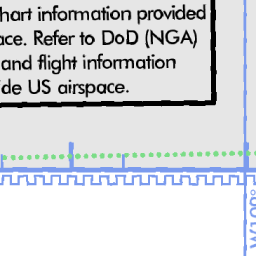 hart information provided
ace. Refer to DoD (NGA)
and flight information
de US airspace.
W100°